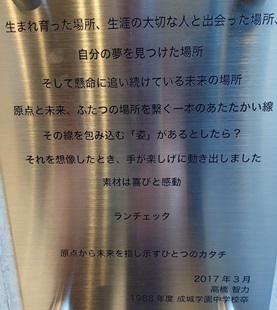 生まれ育った場所、生涯の大切な人と出会った場所、
自分の夢を見つけた場所
そして懸命に追い続けている未来の場所
原点と未来、ふたつの場所を繋ぐ一本のあたたかい線
その線を包み込む「姿」があるとしたら？
それを想像したとき、手が楽しげに動き出しました
素材は喜びと感動
ランチェッタ
原点から未来を指し示すひとつのカタチ
2017年3月
高橋 智力
1988年度 成城学園中学校卒